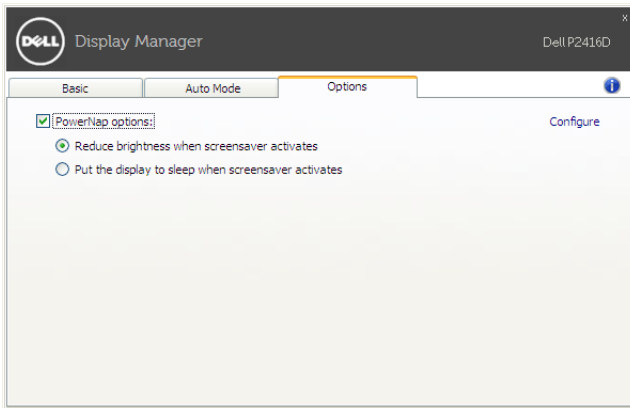 x
DELL Display Manager Dell P2416D
Basic Auto Mode Options i
PowerNap options: Configure
Reduce brightness when screensaver activates
Put the display to sleep when screensaver activates